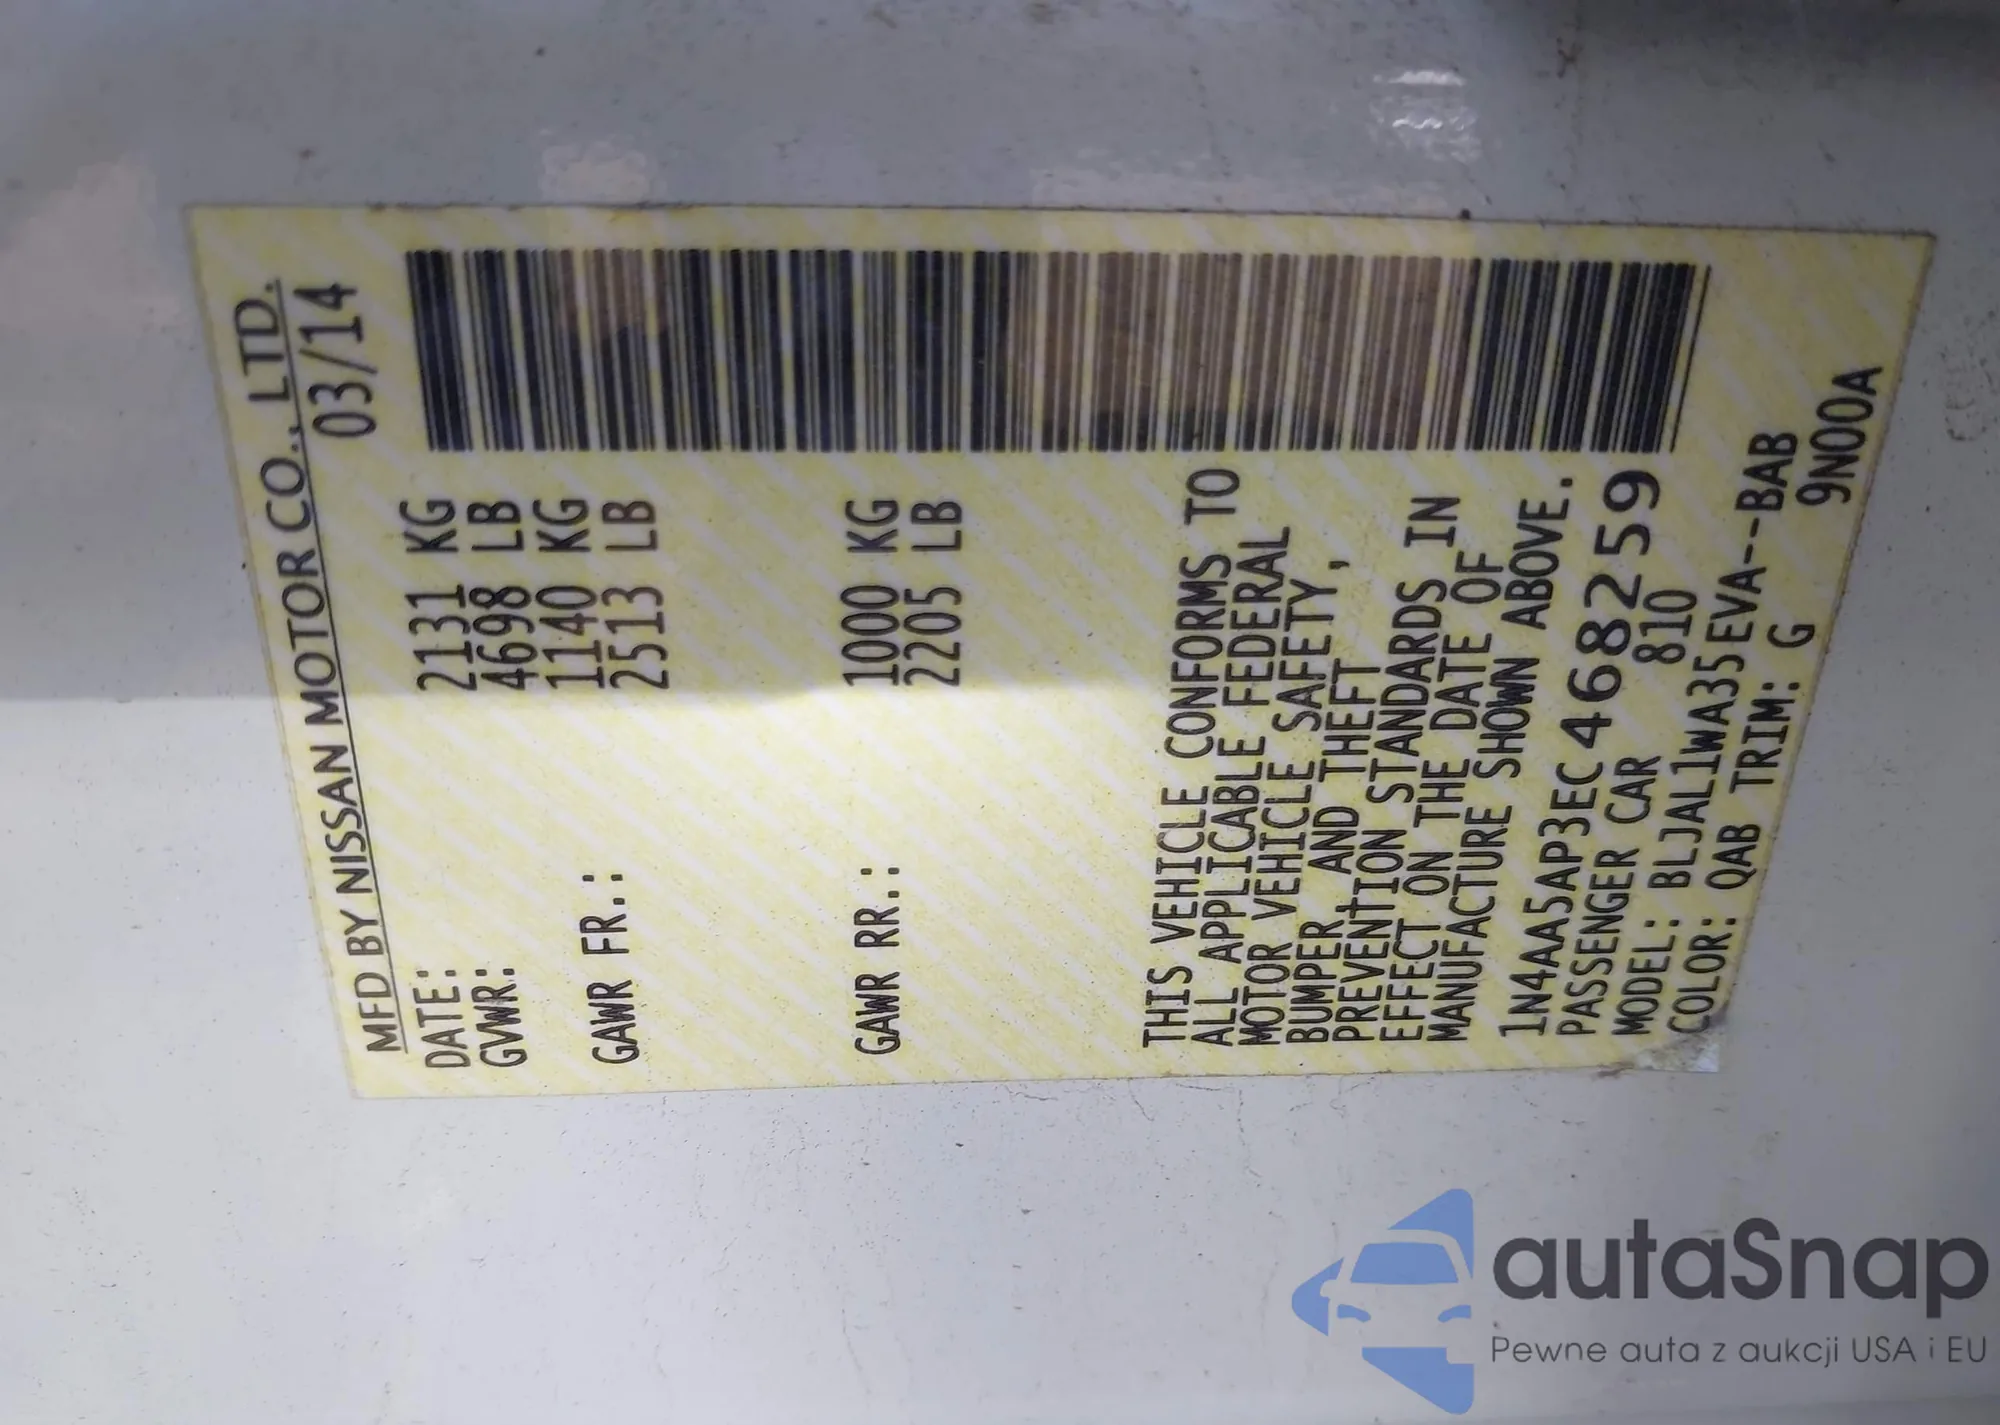 MFD BY NISSAN MOTOR CO., LTD.
DATE: 03/14
GVWR: 2131 KG
4698 LB
GAWR FR.: 1140 KG
2513 LB
GAWR RR.: 1000 KG
2205 LB
THIS VEHICLE CONFORMS TO
ALL APPLICABLE FEDERAL
MOTOR VEHICLE SAFETY,
BUMPER, AND THEFT
PREVENTION STANDARDS IN
EFFECT ON THE DATE OF
MANUFACTURE SHOWN ABOVE.
1N4AA5AP3EC468259
PASSENGER CAR 810
MODEL: BLJAL1WA35EVA--BAB
COLOR: QAB TRIM: G 9N00A
autaSnap
Pewne auta z aukcji USA i EU